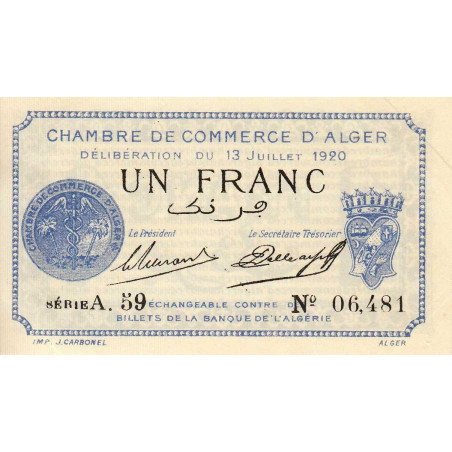 CHAMBRE DE COMMERCE D'ALGER
DÉLIBÉRATION DU 13 JUILLET 1920
UN FRANC
فرنك
Le Président Le Secrétaire Trésorier
CHAMBRE DE COMMERCE D'ALGER
SÉRIE A. 59 ÉCHANGEABLE CONTRE D Nº 06,481
BILLETS DE LA BANQUE DE L'ALGÉRIE
IMP. J. CARBONEL ALGER